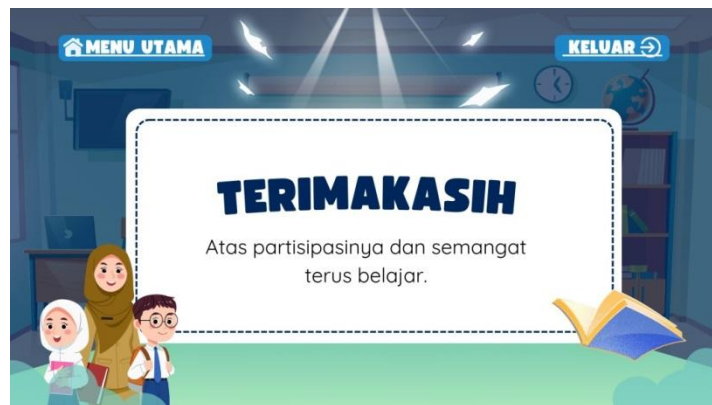 MENU UTAMA
KELUAR
TERIMAKASIH
Atas partisipasinya dan semangat
terus belajar.